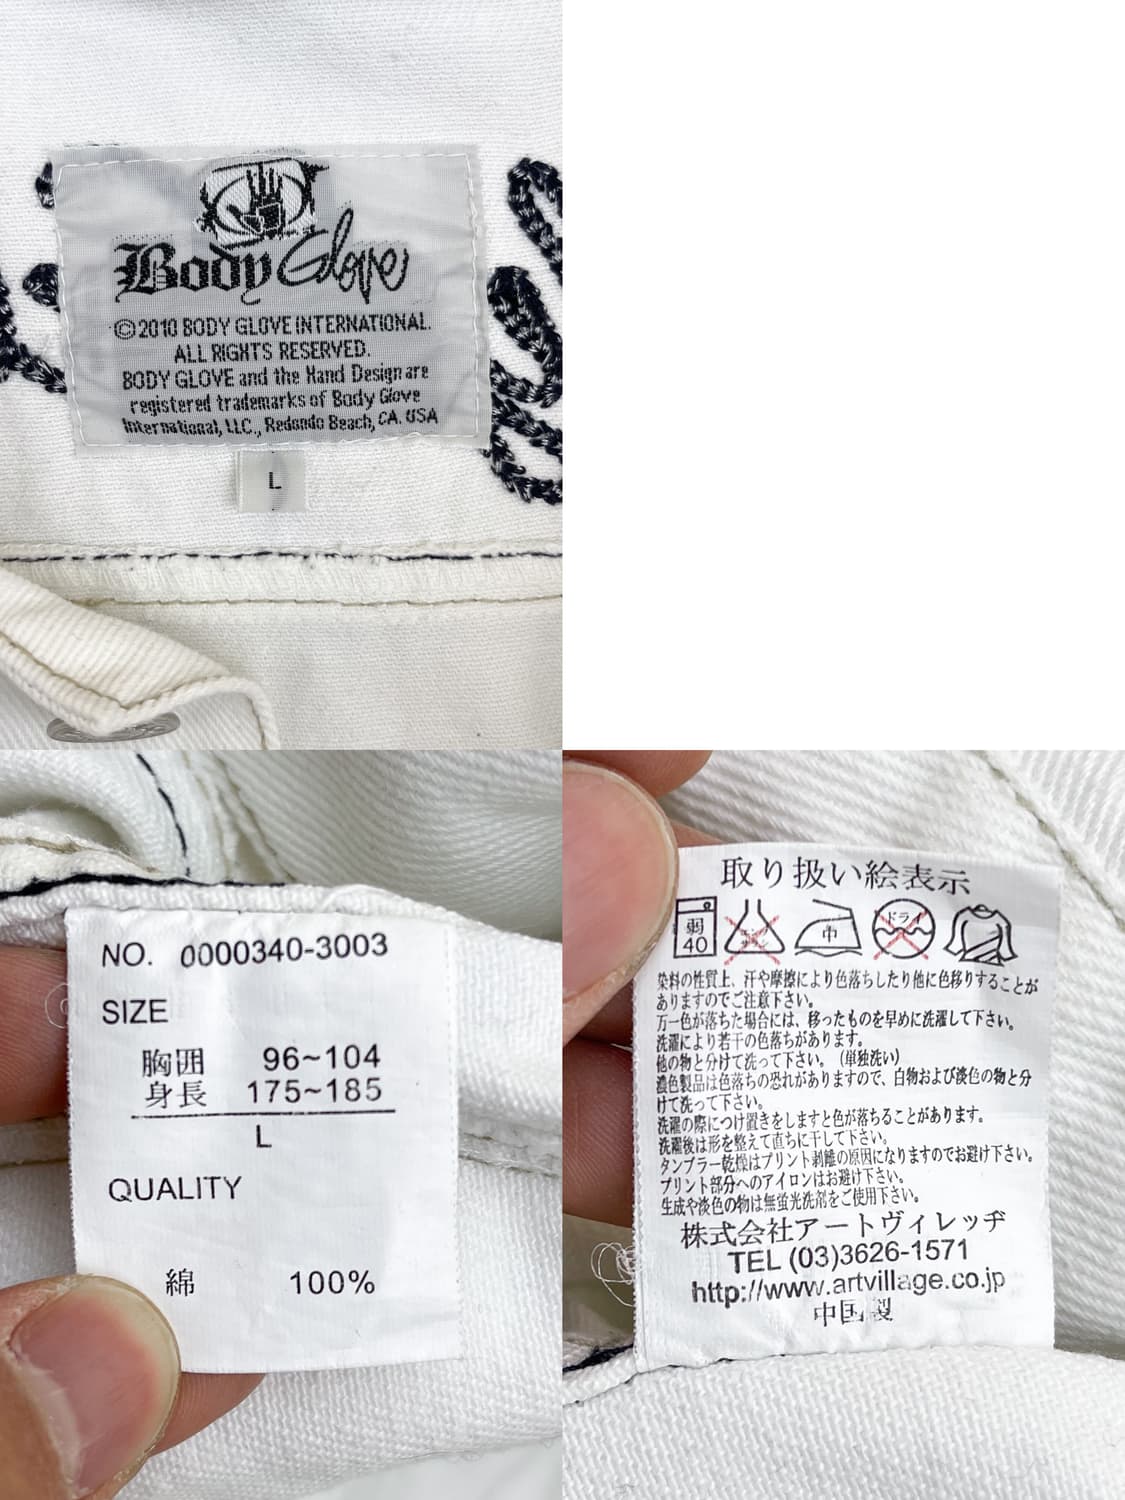 Body Glove
©2010 BODY GLOVE INTERNATIONAL.
ALL RIGHTS RESERVED.
BODY GLOVE and the Hand Design are
registered trademarks of Body Glove
International, LLC., Redondo Beach, CA. USA
L
NO. 0000340-3003
SIZE
胸囲 96~104
身長 175~185
L
QUALITY
綿 100%
取り扱い絵表示
弱
40
エンソ
サラシ
中
ドライ
染料の性質上、汗や摩擦により色落ちしたり他に色移りすることが
ありますのでご注意下さい。
万一色が落ちた場合には、移ったものを早めに洗濯して下さい。
洗濯により若干の色落ちがあります。
他の物と分けて洗って下さい。(単独洗い)
濃色製品は色落ちの恐れがありますので、白物および淡色の物と分
けて洗って下さい。
洗濯の際につけ置きをしますと色が落ちることがあります。
洗濯後は形を整えて直ちに干して下さい。
タンブラー乾燥はプリント剥離の原因になりますのでお避け下さい。
プリント部分へのアイロンはお避け下さい。
生成や淡色の物は無蛍光洗剤をご使用下さい。
株式会社アートヴィレッヂ
TEL (03)3626-1571
http://www.artvillage.co.jp
中国製